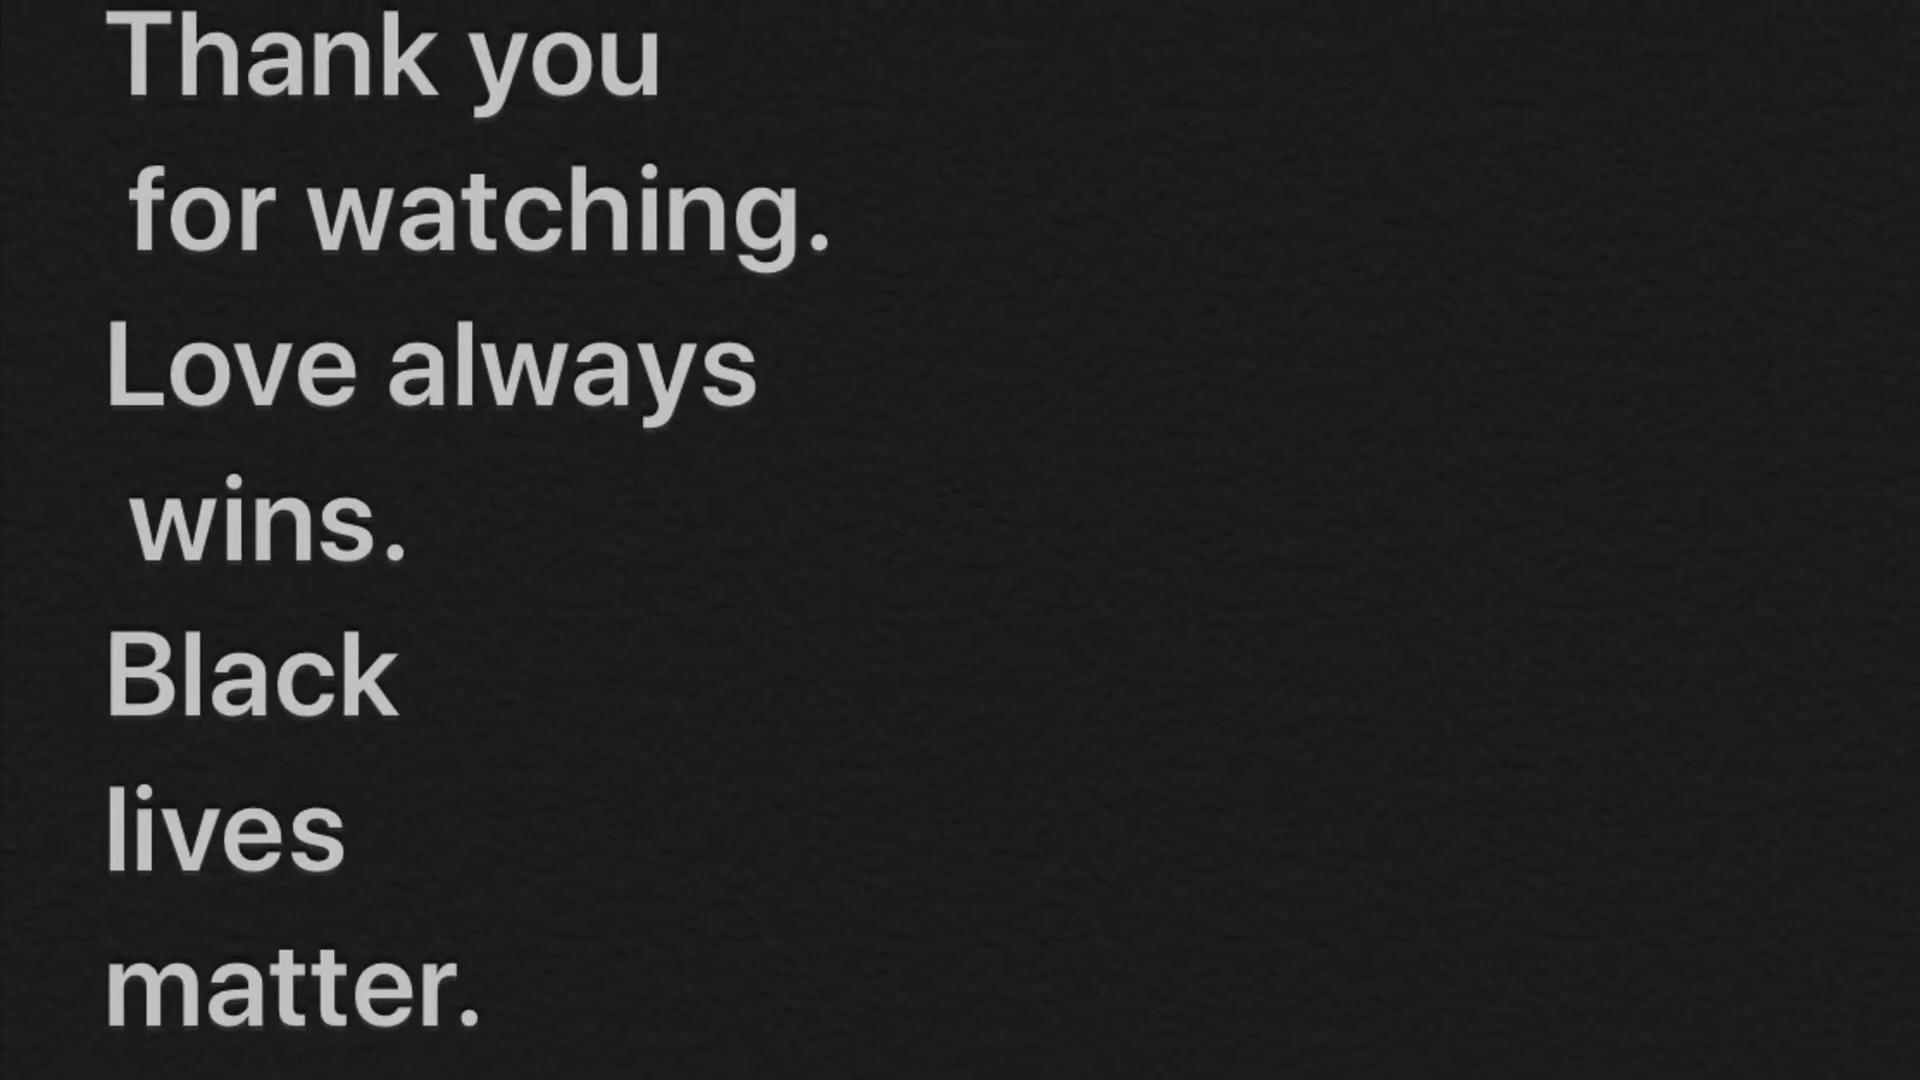 Thank you
for watching.
Love always
wins.
Black
lives
matter.